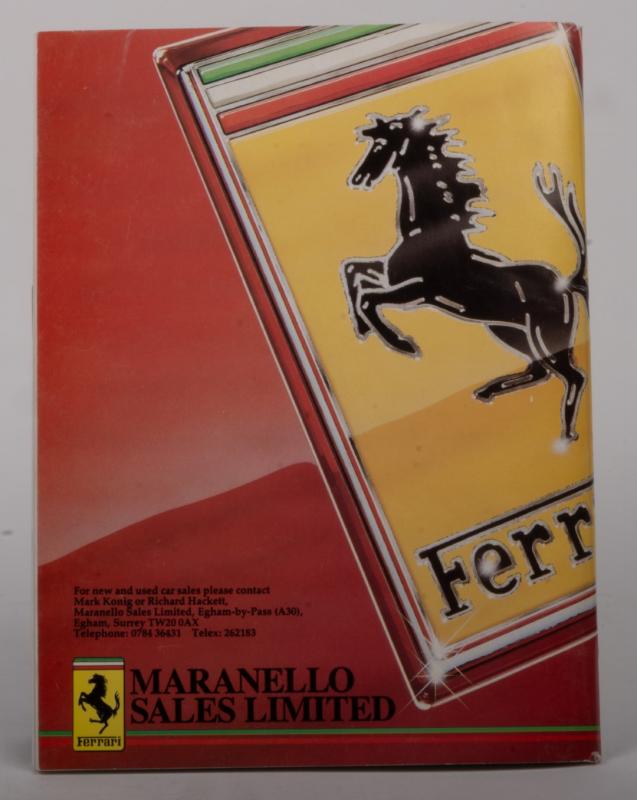 Ferr
For new and used car sales please contact
Mark Konig or Richard Hackett,
Maranello Sales Limited, Egham-by-Pass (A30),
Egham, Surrey TW20 0AX
Telephone: 0784 36431 Telex: 262183
MARANELLO
SALES LIMITED
Ferrari